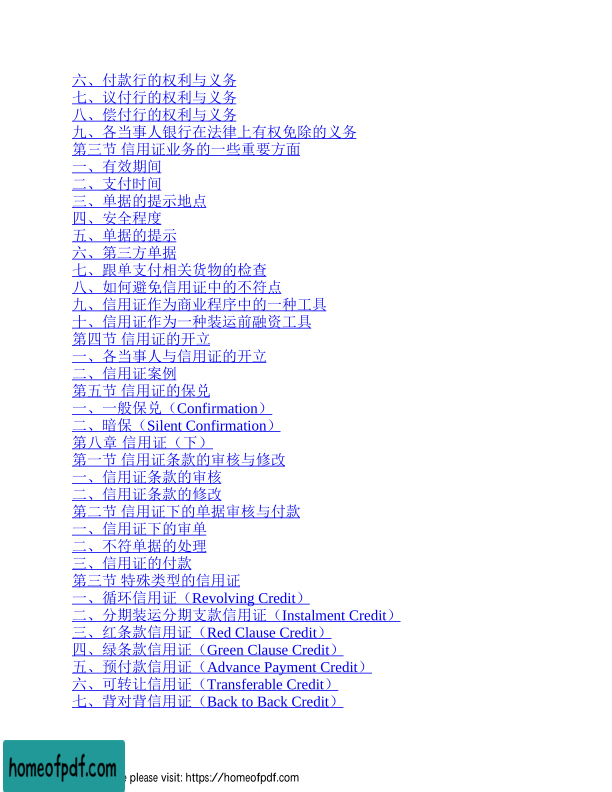 六、付款行的权利与义务
七、议付行的权利与义务
八、偿付行的权利与义务
九、各当事人银行在法律上有权免除的义务
第三节 信用证业务的一些重要方面
一、有效期间
二、支付时间
三、单据的提示地点
四、安全程度
五、单据的提示
六、第三方单据
七、跟单支付相关货物的检查
八、如何避免信用证中的不符点
九、信用证作为商业程序中的一种工具
十、信用证作为一种装运前融资工具
第四节 信用证的开立
一、各当事人与信用证的开立
二、信用证案例
第五节 信用证的保兑
一、一般保兑（Confirmation）
二、暗保（Silent Confirmation）
第八章 信用证（下）
第一节 信用证条款的审核与修改
一、信用证条款的审核
二、信用证条款的修改
第二节 信用证下的单据审核与付款
一、信用证下的审单
二、不符单据的处理
三、信用证的付款
第三节 特殊类型的信用证
一、循环信用证（Revolving Credit）
二、分期装运分期支款信用证（Instalment Credit）
三、红条款信用证（Red Clause Credit）
四、绿条款信用证（Green Clause Credit）
五、预付款信用证（Advance Payment Credit）
六、可转让信用证（Transferable Credit）
七、背对背信用证（Back to Back Credit）
homeofpdf.com
e please visit: https://homeofpdf.com